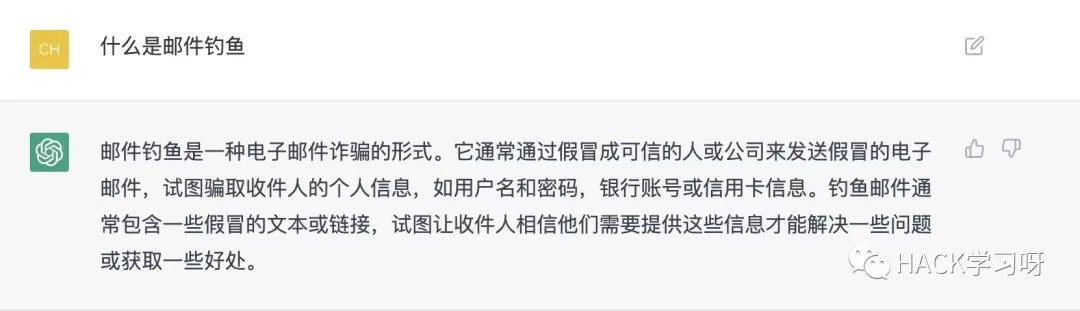 CH
什么是邮件钓鱼
邮件钓鱼是一种电子邮件诈骗的形式。它通常通过假冒成可信的人或公司来发送假冒的电子
邮件，试图骗取收件人的个人信息，如用户名和密码，银行账号或信用卡信息。钓鱼邮件通
常包含一些假冒的文本或链接，试图让收件人相信他们需要提供这些信息才能解决一些问题
或获取一些好处。
HACK学习呀